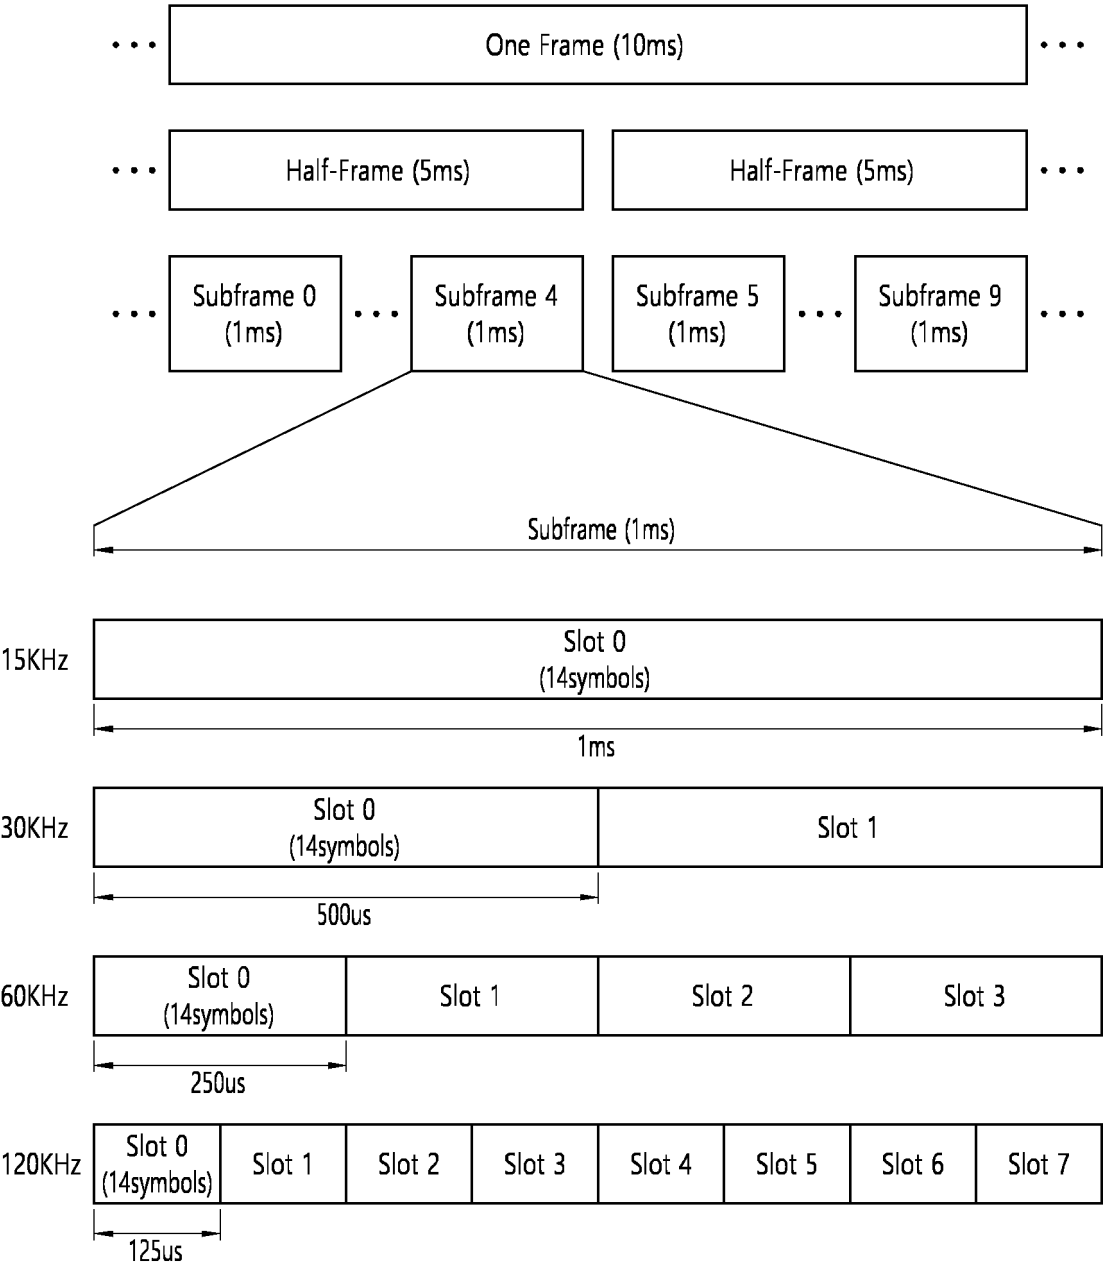 One Frame (10ms)
Half-Frame (5ms)
Half-Frame (5ms)
Subframe 0
(1ms)
Subframe 4
(1ms)
Subframe 5
(1ms)
Subframe 9
(1ms)
Subframe (1ms)
15KHz
Slot 0
(14symbols)
1ms
30KHz
Slot 0
(14symbols)
Slot 1
500us
60KHz
Slot 0
(14symbols)
Slot 1
Slot 2
Slot 3
250us
120KHz
Slot 0
(14symbols)
Slot 1
Slot 2
Slot 3
Slot 4
Slot 5
Slot 6
Slot 7
125us